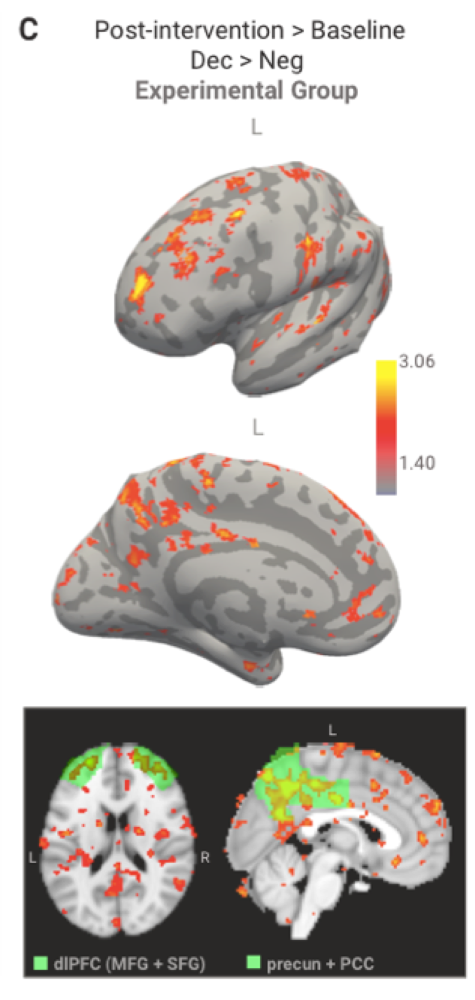 C
Post-intervention > Baseline
Dec > Neg
Experimental Group
L
3.06
1.40
L
L
L
R
dlPFC (MFG + SFG)
precun + PCC